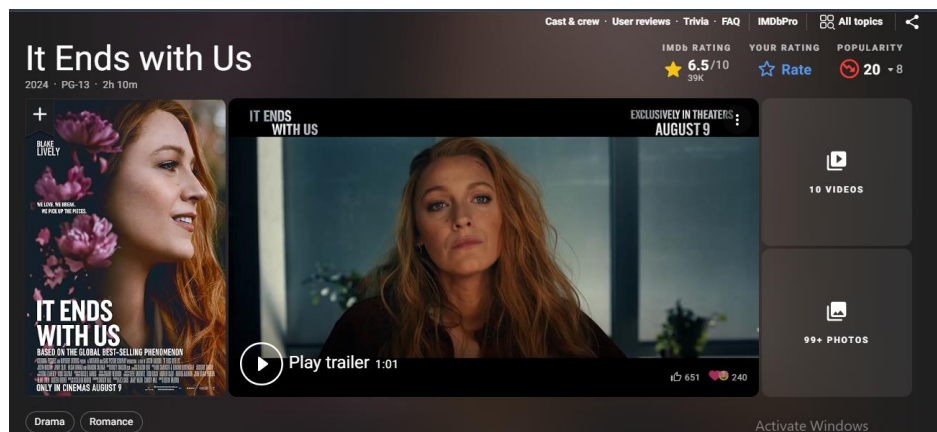 Cast & crew · User reviews · Trivia · FAQ IMDbPro All topics
It Ends with Us
2024 · PG-13 · 2h 10m
IMDb RATING
6.5/10
39K
YOUR RATING
Rate
POPULARITY
20 8
BLAKE
LIVELY
WE LOVE. WE BREAK.
WE PICK UP THE PIECES.
IT ENDS
WITH US
BASED ON THE GLOBAL BEST-SELLING PHENOMENON
ONLY IN CINEMAS AUGUST 9
IT ENDS
WITH US
EXCLUSIVELY IN THEATERS
AUGUST 9
Play trailer 1:01
651 240
10 VIDEOS
99+ PHOTOS
Drama Romance
Activate Windows